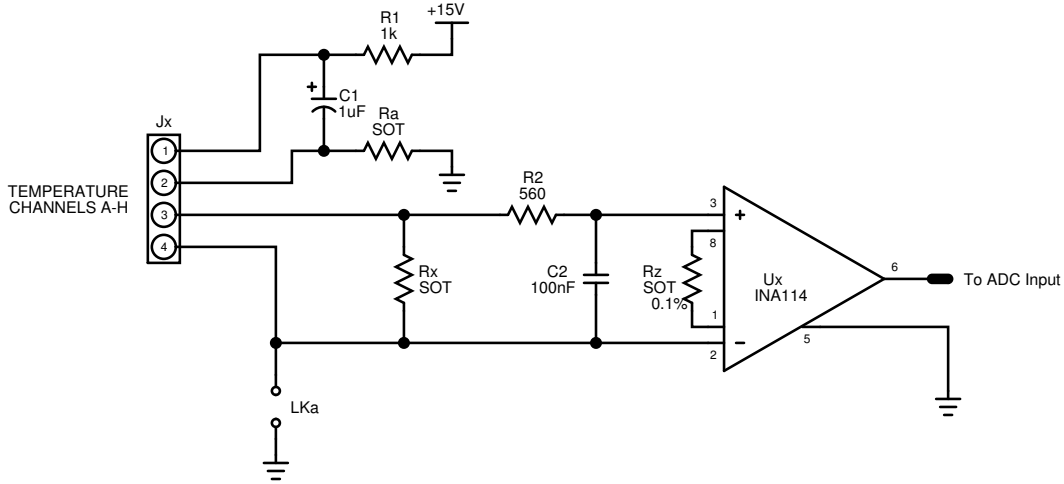 +15V
R1
1k
+
C1
1uF
Ra
SOT
Jx
1
2
3
4
TEMPERATURE
CHANNELS A-H
R2
560
Rx
SOT
C2
100nF
Rz
SOT
0.1%
3
+
8
1
2
−
Ux
INA114
6
5
To ADC Input
LKa